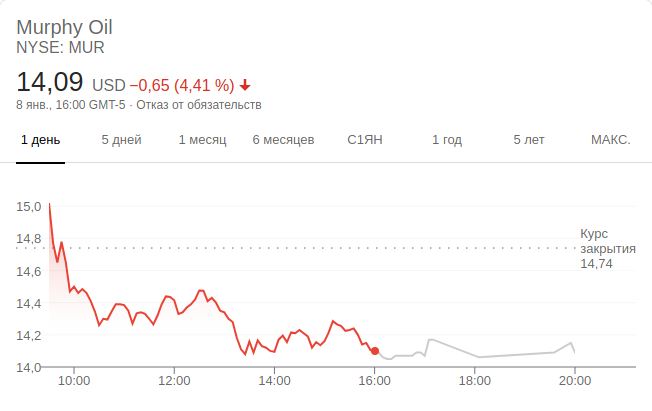 Murphy Oil
NYSE: MUR
14,09 USD −0,65 (4,41 %)
8 янв., 16:00 GMT-5 · Отказ от обязательств
1 день 5 дней 1 месяц 6 месяцев С1ЯН 1 год 5 лет МАКС.
15,0
14,8
14,6
14,4
14,2
14,0
Курс
закрытия
14,74
10:00 12:00 14:00 16:00 18:00 20:00